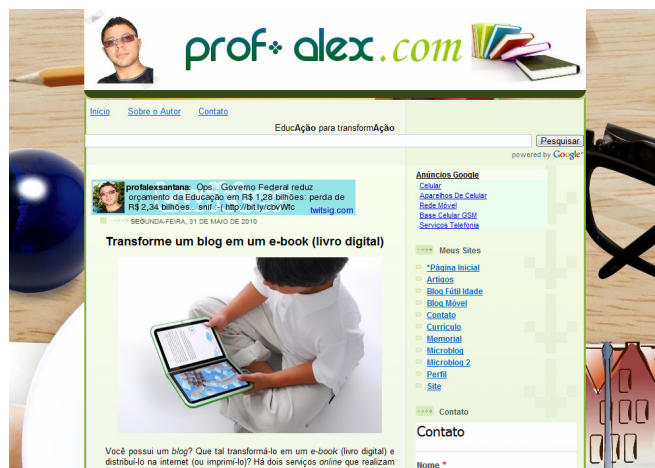 prof alex.com
Início Sobre o Autor Contato
EducAção para transformAção
Pesquisar
powered by Google™
profalexsantana: Ops... Governo Federal reduz
orçamento da Educação em R$ 1,28 bilhões: perda de
R$ 2,34 bilhões... snif :-( http://bit.ly/cbvWtc
twitsig.com
SEGUNDA-FEIRA, 31 DE MAIO DE 2010
Transforme um blog em um e-book (livro digital)
Você possui um blog? Que tal transformá-lo em um e-book (livro digital) e
distribuí-lo na internet (ou imprimí-lo)? Há dois serviços online que realizam
Anúncios Google
Celular
Aparelhos De Celular
Rede Móvel
Base Celular GSM
Serviços Telefonia
Meus Sites
*Página Inicial
Artigos
Blog Fútil Idade
Blog Móvel
Contato
Currículo
Memorial
Microblog
Microblog 2
Perfil
Site
Contato
Contato
Nome *